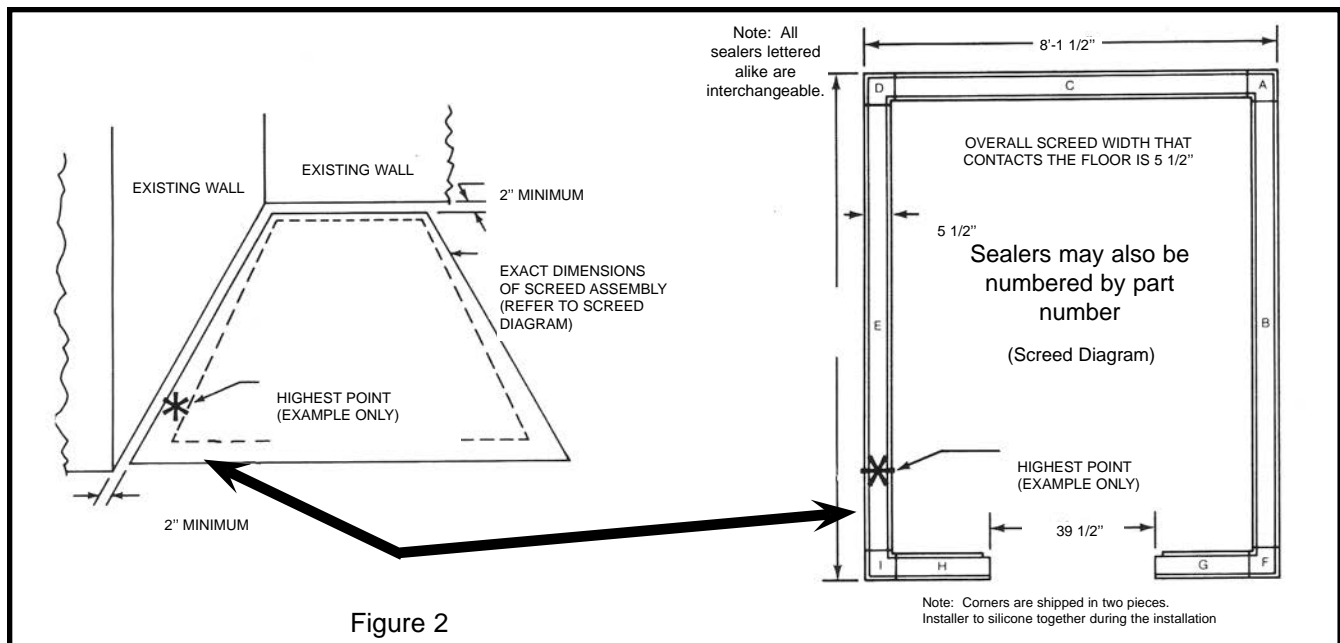 Note: All
sealers lettered
alike are
interchangeable.
8'-1 1/2"
D
C
A
OVERALL SCREED WIDTH THAT
CONTACTS THE FLOOR IS 5 1/2"
EXISTING WALL
EXISTING WALL
2" MINIMUM
5 1/2"
EXACT DIMENSIONS
OF SCREED ASSEMBLY
(REFER TO SCREED
DIAGRAM)
Sealers may also be
numbered by part
number
(Screed Diagram)
E
B
HIGHEST POINT
(EXAMPLE ONLY)
HIGHEST POINT
(EXAMPLE ONLY)
2" MINIMUM
39 1/2"
I
H
G
F
Note: Corners are shipped in two pieces.
Installer to silicone together during the installation
Figure 2